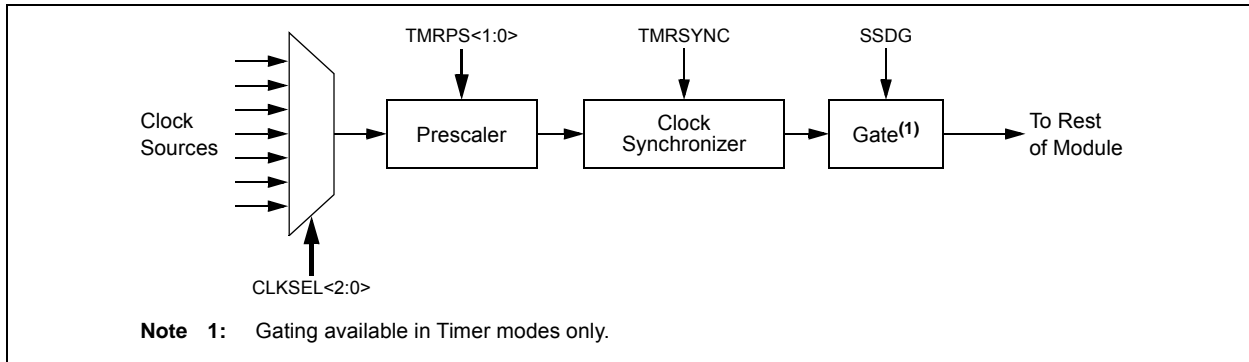 TMRPS<1:0>
TMRSYNC
SSDG
Clock
Sources
Prescaler
Clock
Synchronizer
Gate(1)
To Rest
of Module
CLKSEL<2:0>
Note 1: Gating available in Timer modes only.